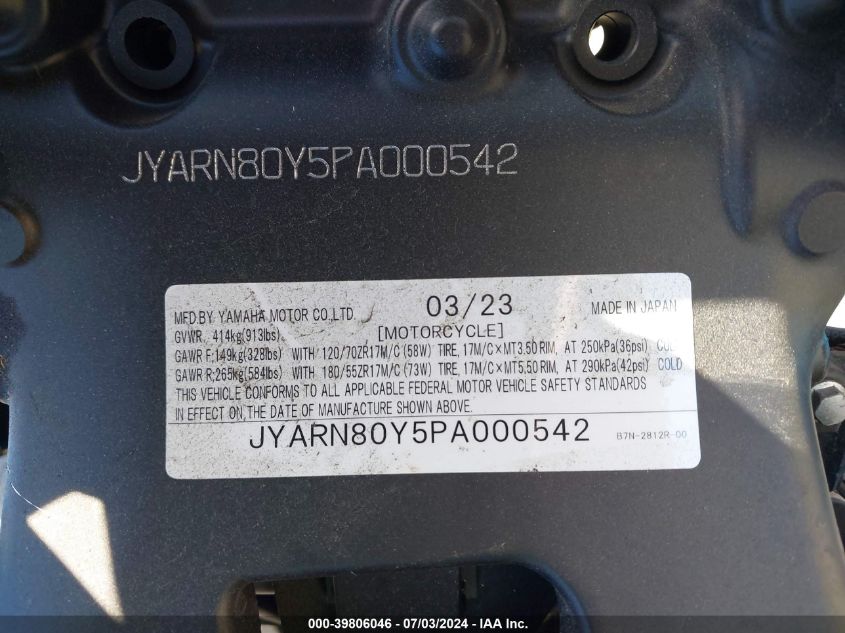 JYARN80Y5PA000542
MFD.BY YAMAHA MOTOR CO.,LTD. 03/23 MADE IN JAPAN
GVWR, 414kg(913lbs) [MOTORCYCLE]
GAWR F;149kg(328lbs) WITH 120/70ZR17M/C (58W) TIRE, 17M/C×MT3.50 RIM, AT 250kPa(36psi)
GAWR R;265kg(584lbs) WITH 180/55ZR17M/C (73W) TIRE, 17M/C×MT5.50 RIM, AT 290kPa(42psi) COLD
THIS VEHICLE CONFORMS TO ALL APPLICABLE FEDERAL MOTOR VEHICLE SAFETY STANDARDS
IN EFFECT ON THE DATE OF MANUFACTURE SHOWN ABOVE.
JYARN80Y5PA000542 B7N-2812R-00
000-39806046 - 07/03/2024 - IAA Inc.